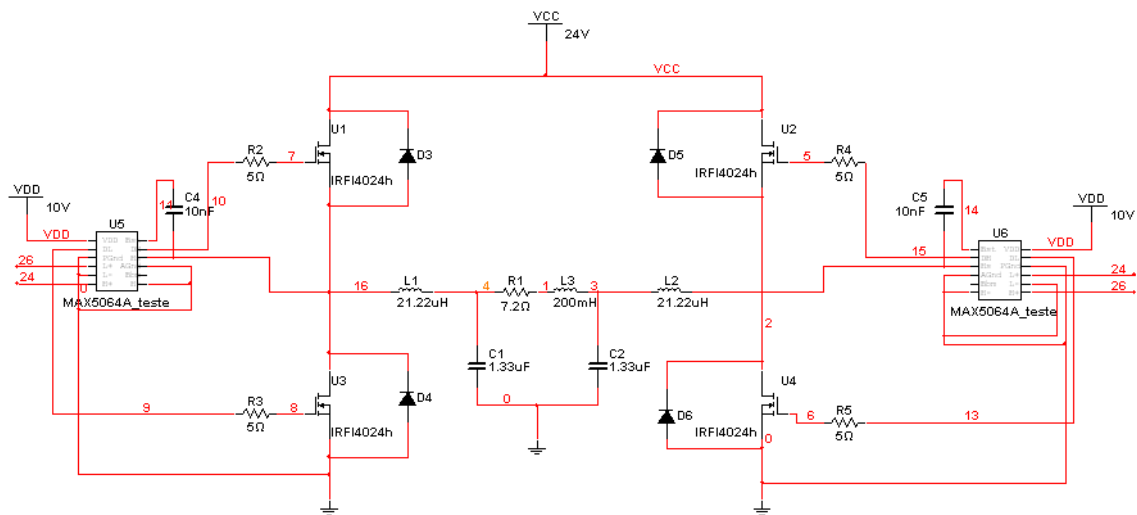 VCC
24V
VCC
U1
U2
R2
D3
D5
R4
7
5
5Ω
IRFI4024h
IRFI4024h
5Ω
VDD
10V
C4
10nF
14
10
C5
10nF
14
VDD
10V
U5
U6
VDD
VDD
15
26
24
0
MAX5064A_teste
24
26
MAX5064A_teste
16
L1
21.22uH
4
R1
7.2Ω
1
L3
200mH
3
L2
21.22uH
2
C1
1.33uF
C2
1.33uF
0
U3
U4
D4
D6
9
R3
5Ω
8
6
R5
5Ω
13
IRFI4024h
IRFI4024h
0